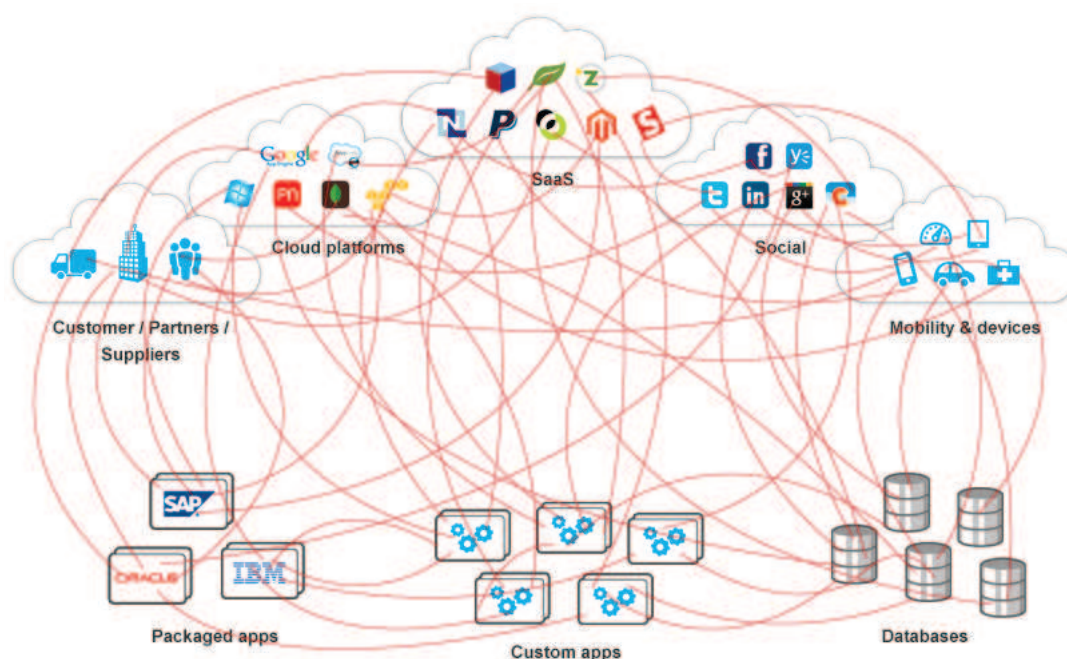 Google
SaaS
Cloud platforms
Social
Customer / Partners /
Suppliers
Mobility & devices
SAP
ORACLE
IBM
Packaged apps
Custom apps
Databases